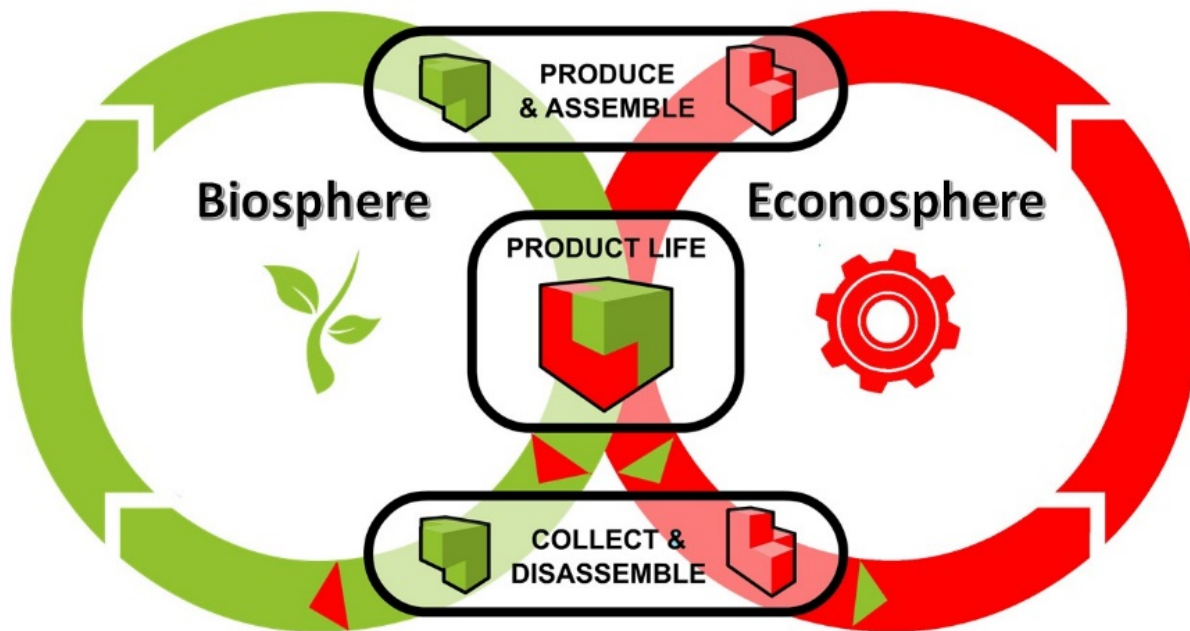 PRODUCE
& ASSEMBLE
Biosphere
Econosphere
PRODUCT LIFE
COLLECT &
DISASSEMBLE